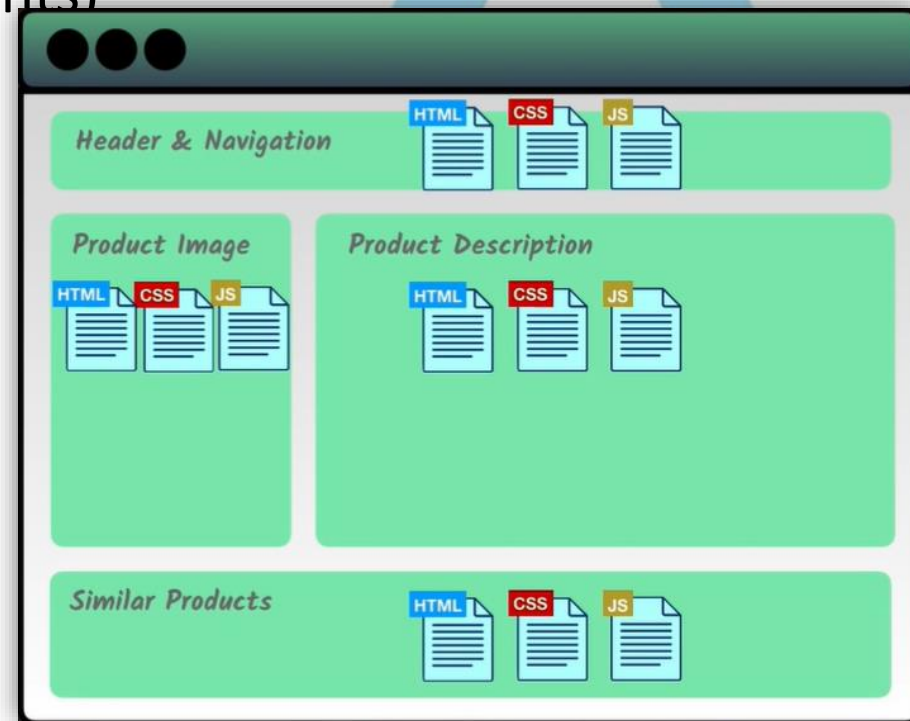 Header & Navigation
HTML CSS JS
Product Image
HTML CSS JS
Product Description
HTML CSS JS
Similar Products
HTML CSS JS